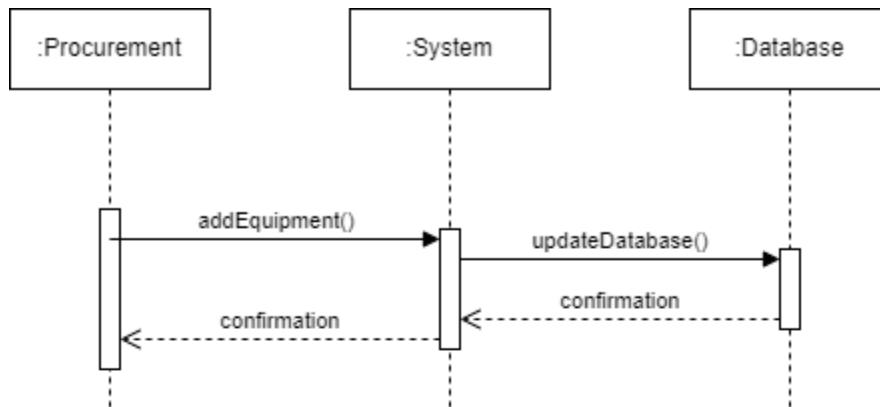 :Procurement
:System
:Database
addEquipment()
updateDatabase()
confirmation
confirmation